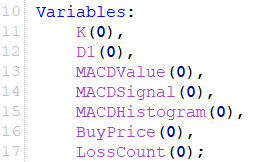 10 Variables:
11 K(0),
12 D1(0),
13 MACDValue(0),
14 MACDSignal(0),
15 MACDHistogram(0),
16 BuyPrice(0),
17 LossCount(0);